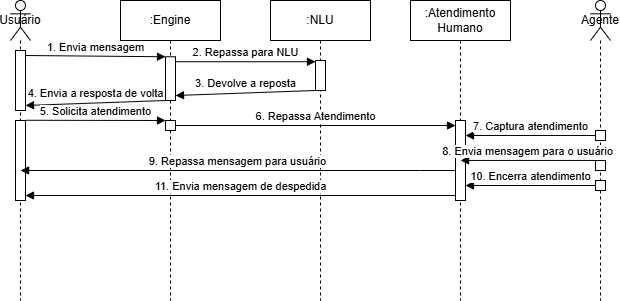 Usuário
:Engine
:NLU
:Atendimento
Humano
Agente
1. Envia mensagem
2. Repassa para NLU
3. Devolve a reposta
4. Envia a resposta de volta
5. Solicita atendimento
6. Repassa Atendimento
7. Captura atendimento
8. Envia mensagem para o usuário
9. Repassa mensagem para usuário
10. Encerra atendimento
11. Envia mensagem de despedida